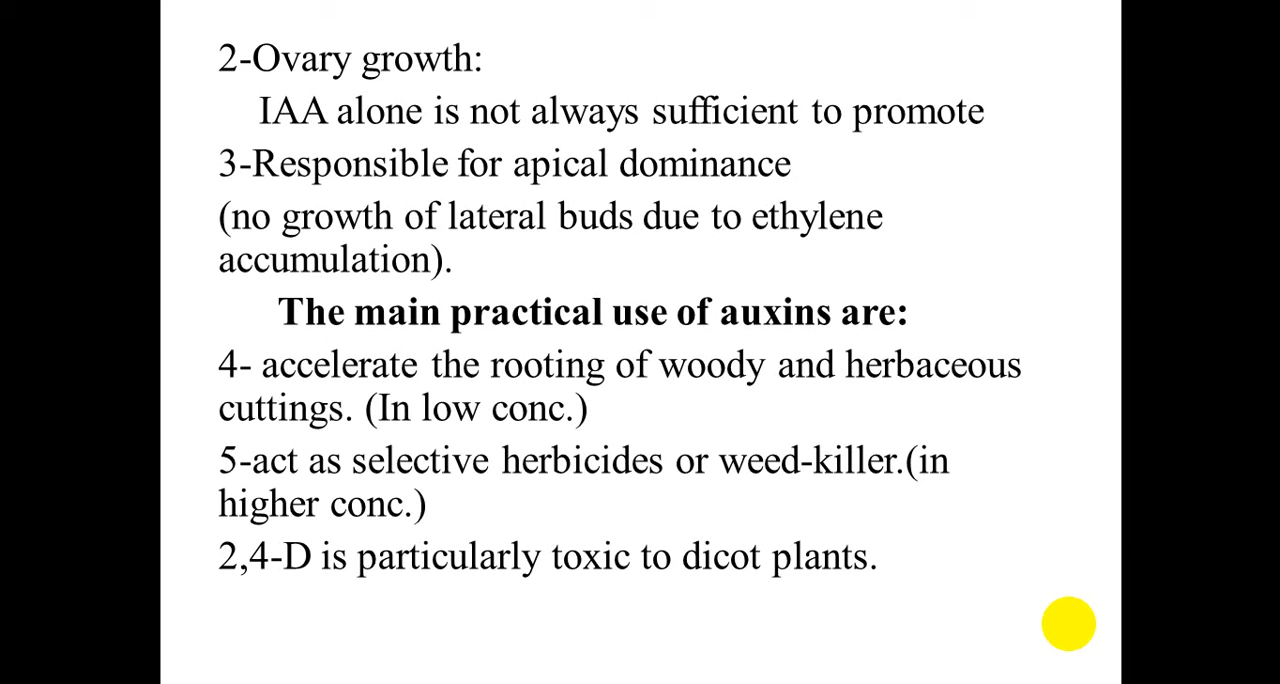 2-Ovary growth:
IAA alone is not always sufficient to promote
3-Responsible for apical dominance
(no growth of lateral buds due to ethylene
accumulation).
The main practical use of auxins are:
4- accelerate the rooting of woody and herbaceous
cuttings. (In low conc.)
5-act as selective herbicides or weed-killer.(in
higher conc.)
2,4-D is particularly toxic to dicot plants.